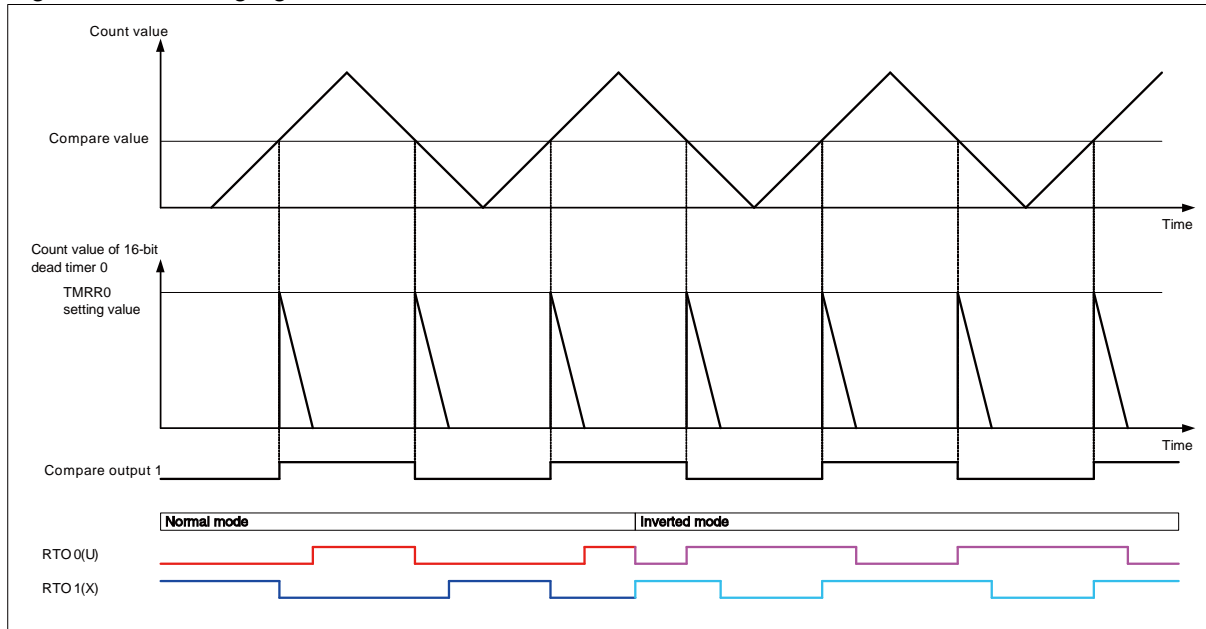 Count value
Compare value
Time
Count value of 16-bit
dead timer 0
TMRR0
setting value
Time
Compare output 1
Normal mode
Inverted mode
RTO 0(U)
RTO 1(X)